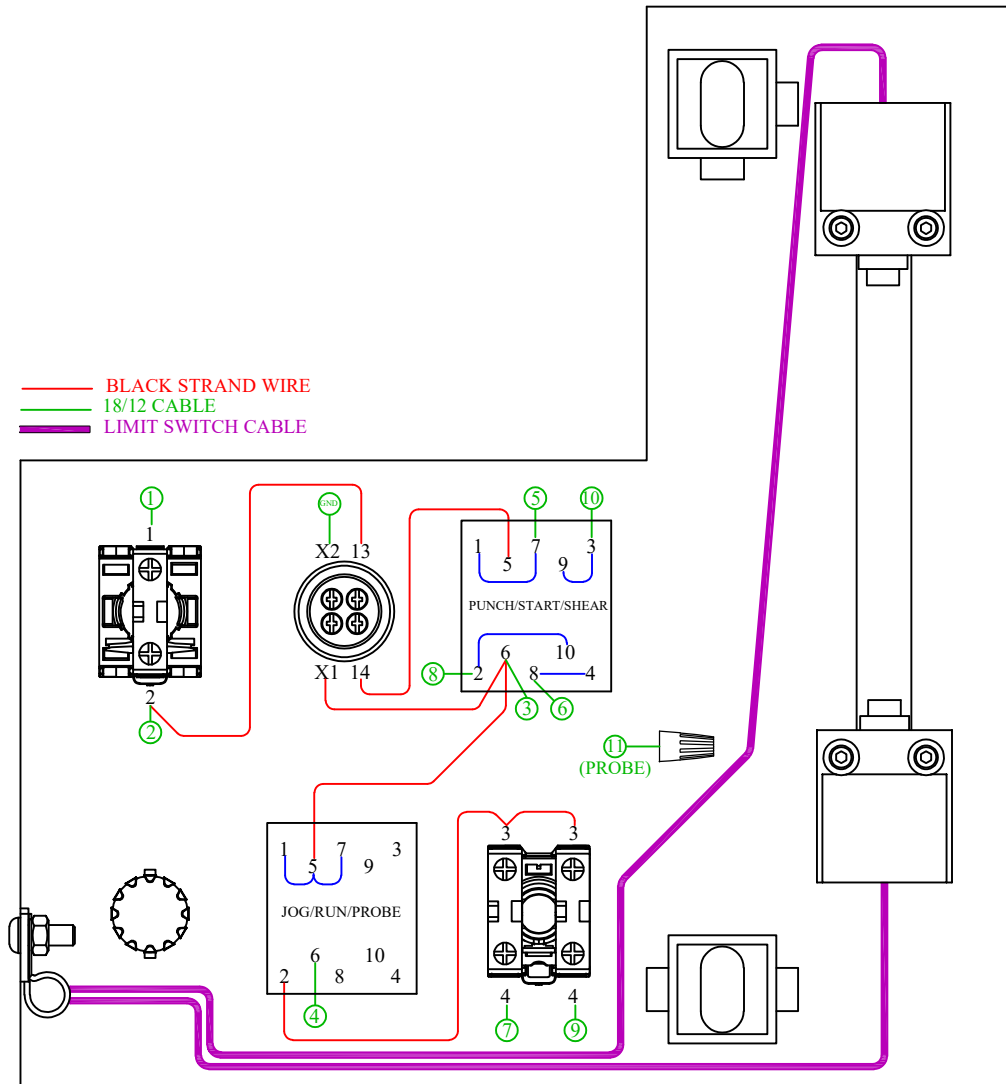 BLACK STRAND WIRE
18/12 CABLE
LIMIT SWITCH CABLE
1
1
2
2
GND
X2 13
X1 14
5
10
1 5 7 9 3
PUNCH/START/SHEAR
2 6 8 10 4
8
3
6
11
(PROBE)
1 5 7 9 3
JOG/RUN/PROBE
2 6 8 10 4
4
3 3
4 4
7
9